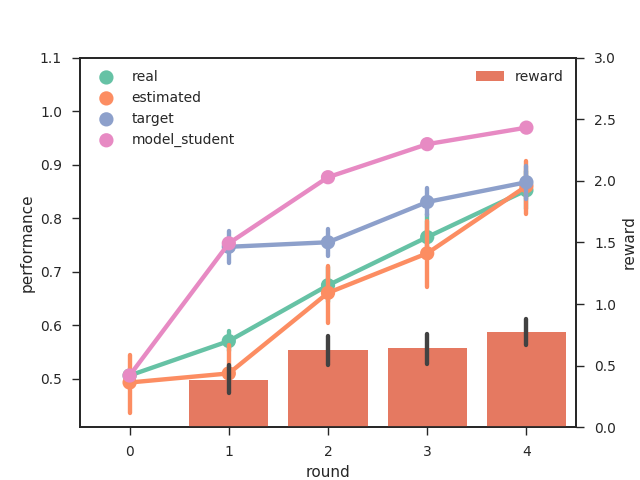 1.1
1.0
0.9
0.8
0.7
0.6
0.5
performance
real
estimated
target
model_student
reward
3.0
2.5
2.0
1.5
1.0
0.5
0.0
reward
0 1 2 3 4
round